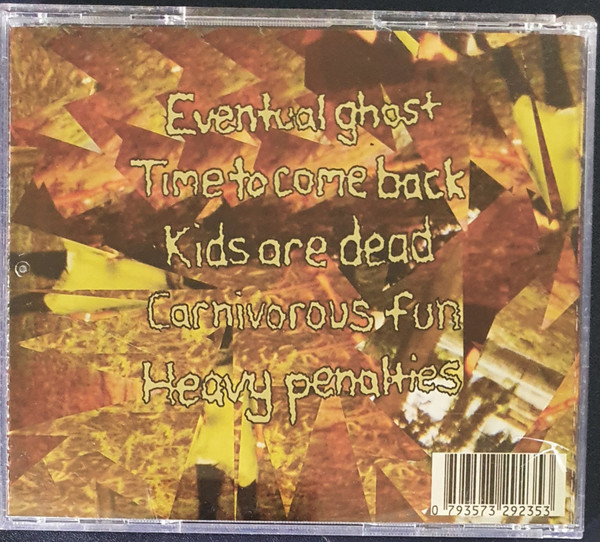 Eventual ghost
Time to come back
Kids are dead
Carnivorous fun
Heavy penalties
0 793573 292353